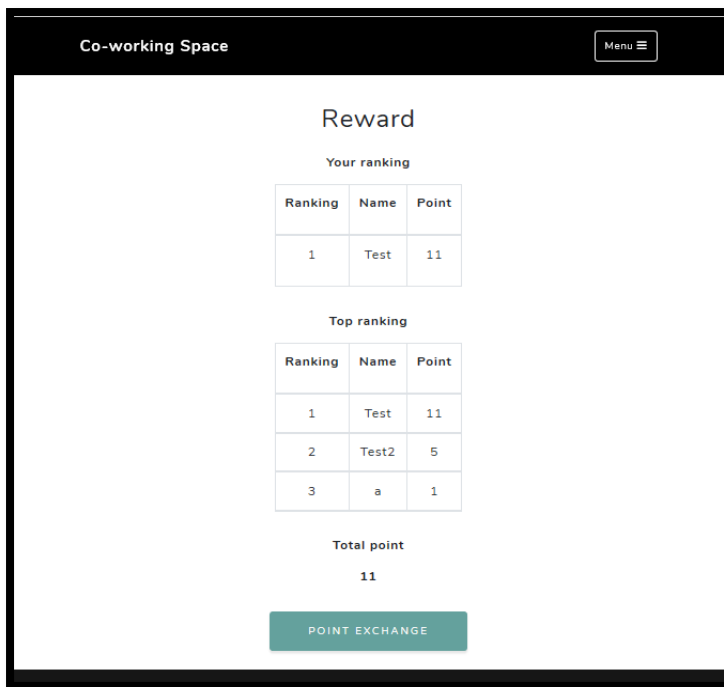 Co-working Space
Menu
Reward
Your ranking
Ranking Name Point
1 Test 11
Top ranking
Ranking Name Point
1 Test 11
2 Test2 5
3 a 1
Total point
11
POINT EXCHANGE